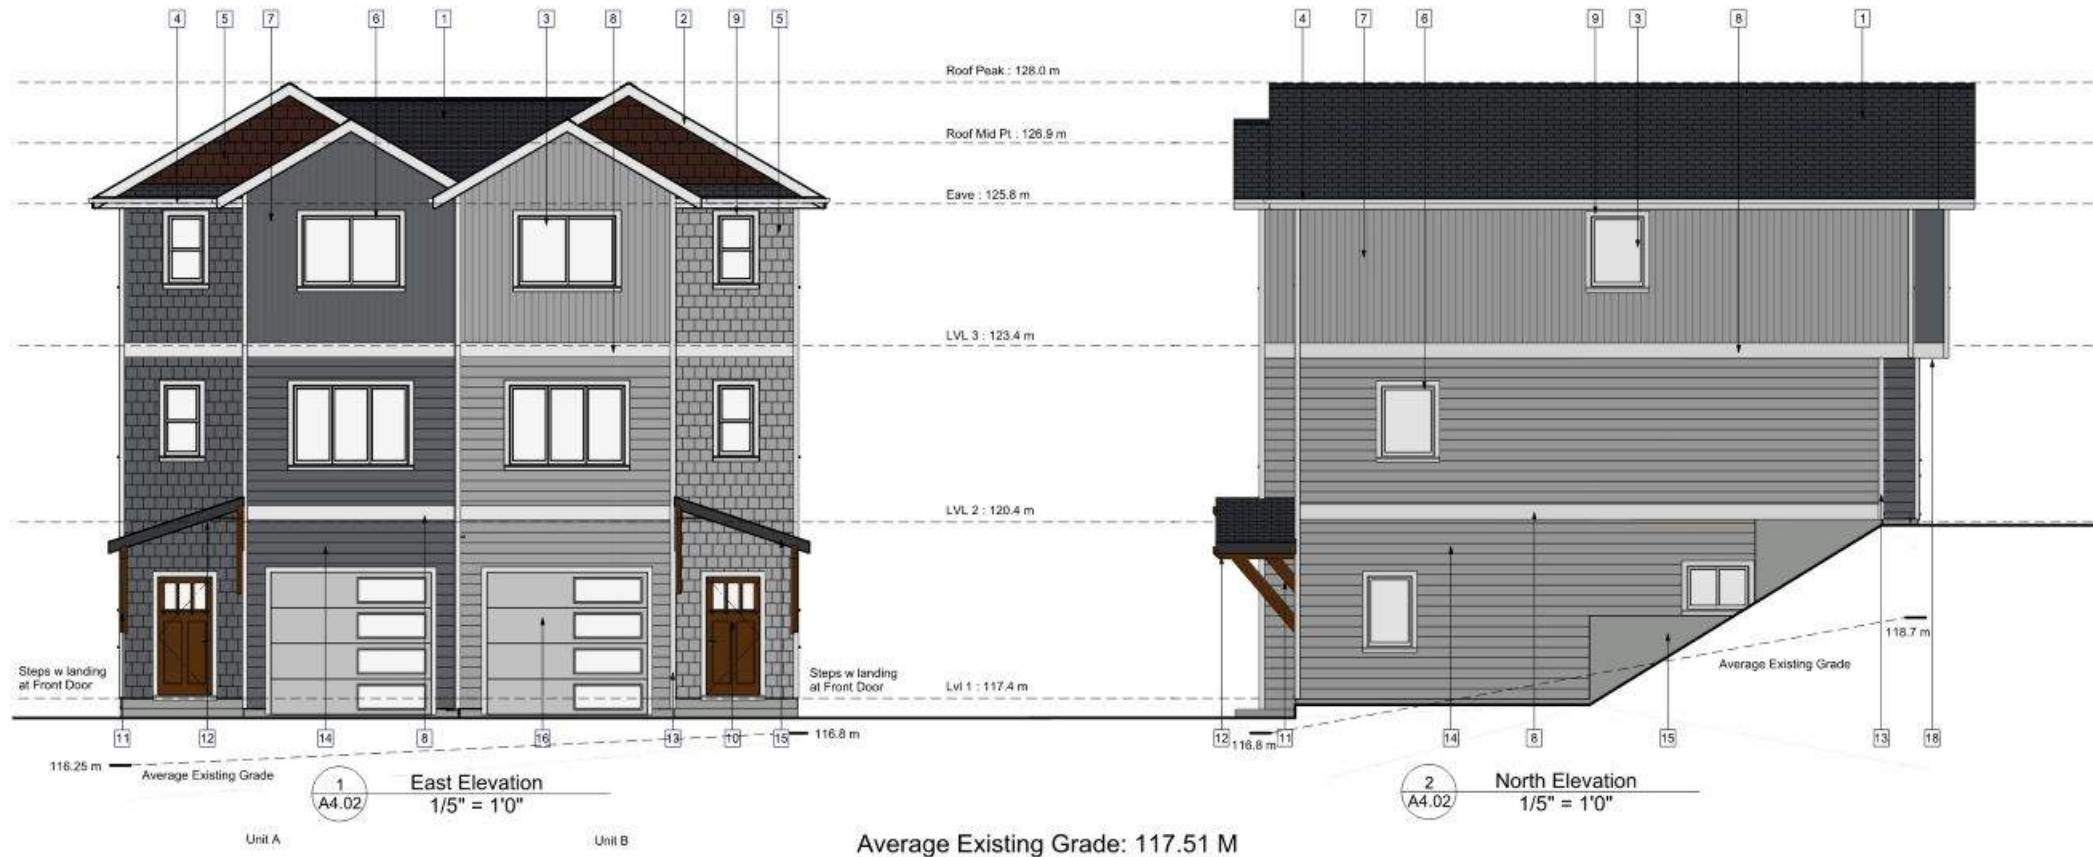 4 5 7 6 1 3 8 2 9 5
4 7 6 9 3 8 1
Roof Peak : 128.0 m
Roof Mid Pt : 126.9 m
Eave : 125.8 m
LVL 3 : 123.4 m
LVL 2 : 120.4 m
Steps w landing
at Front Door
Steps w landing
at Front Door
Lvl 1 : 117.4 m
118.7 m
Average Existing Grade
11 12 14 8 16 13 10 15
116.8 m
12 11 14 8 15 13 18
116.8 m
116.25 m
Average Existing Grade
1
A4.02
East Elevation
1/5" = 1'0"
2
A4.02
North Elevation
1/5" = 1'0"
Unit A
Unit B
Average Existing Grade: 117.51 M